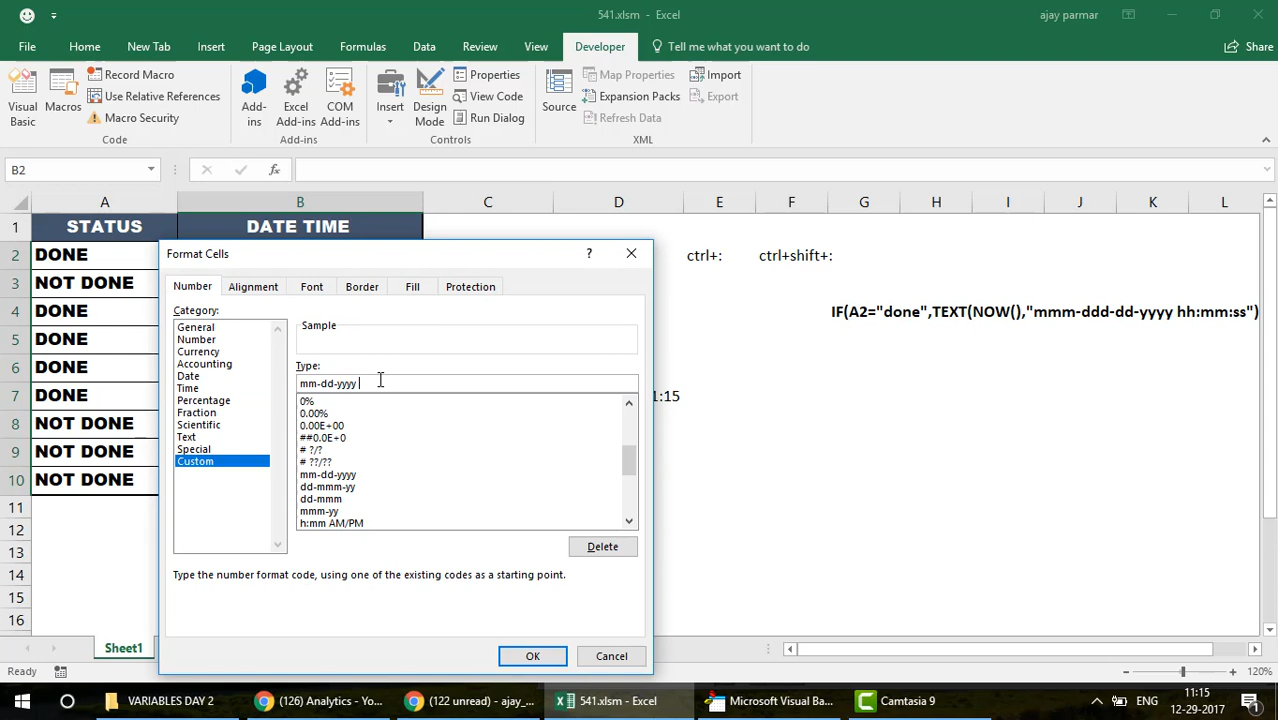 541.xlsm - Excel
ajay parmar
File Home New Tab Insert Page Layout Formulas Data Review View Developer Tell me what you want to do Share
Visual Basic
Macros
Record Macro
Use Relative References
Macro Security
Code
Add-ins
Excel Add-ins
COM Add-ins
Add-ins
Insert
Design Mode
Properties
View Code
Run Dialog
Controls
Source
Map Properties
Expansion Packs
Refresh Data
Import
Export
XML
B2
fx
A B C D E F G H I J K L
1 STATUS DATE TIME
2 DONE ctrl+: ctrl+shift+:
3 NOT DONE
4 DONE IF(A2="done",TEXT(NOW(),"mmm-ddd-dd-yyyy hh:mm:ss")
5 DONE
6 DONE
7 DONE 1:15
8 NOT DONE
9 NOT DONE
10 NOT DONE
11
12
13
14
15
16
Format Cells
?
Number Alignment Font Border Fill Protection
Category:
General
Number
Currency
Accounting
Date
Time
Percentage
Fraction
Scientific
Text
Special
Custom
Sample
Type:
mm-dd-yyyy
0%
0.00%
0.00E+00
##0.0E+0
# ?/?
# ??/??
mm-dd-yyyy
dd-mmm-yy
dd-mmm
mmm-yy
h:mm AM/PM
Delete
Type the number format code, using one of the existing codes as a starting point.
OK Cancel
Sheet1
Ready
120%
VARIABLES DAY 2
(126) Analytics - Yo...
(122 unread) - ajay_...
541.xlsm - Excel
Microsoft Visual Ba...
Camtasia 9
ENG
11:15
12-29-2017
1